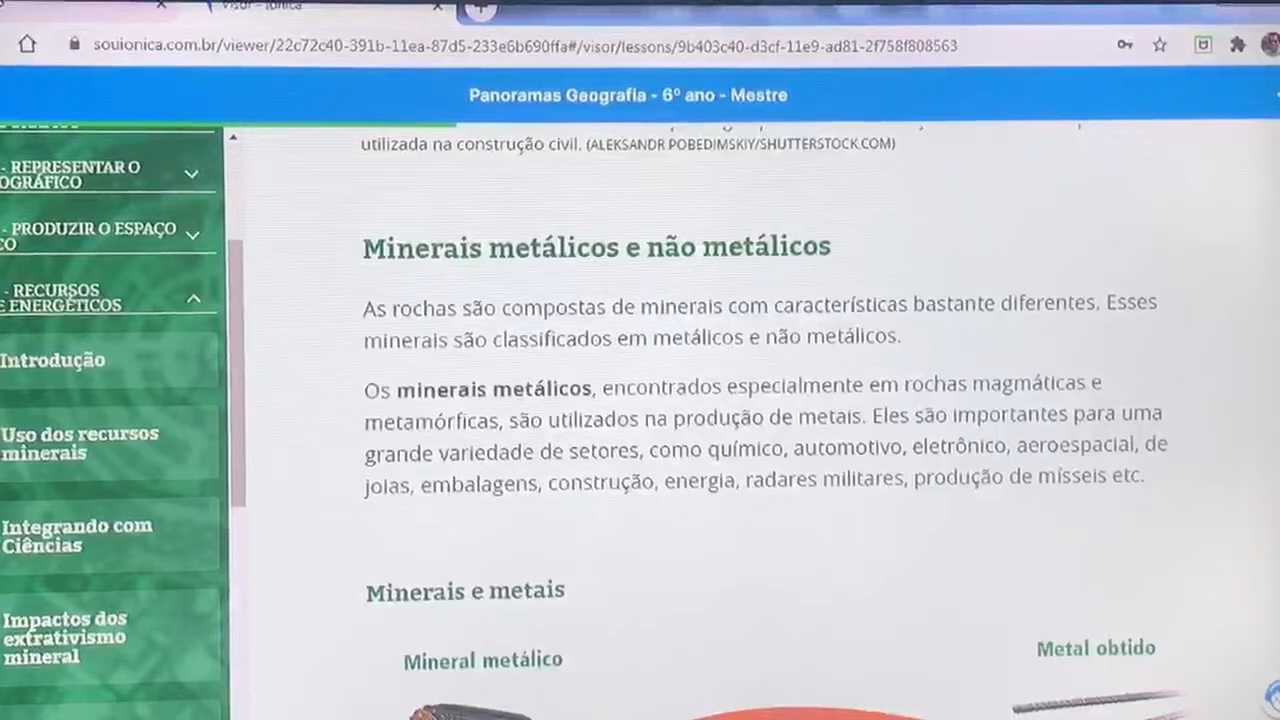 souionica.com.br/viewer/22c72c40-391b-11ea-87d5-233e6b690ffa#/visor/lessons/9b403c40-d3cf-11e9-ad81-2f758f808563
Panoramas Geografia - 6º ano - Mestre
- REPRESENTAR O
OGRÁFICO
- PRODUZIR O ESPAÇO
CO
- RECURSOS
E ENERGÉTICOS
Introdução
Uso dos recursos
minerais
Integrando com
Ciências
Impactos dos
extrativismo
mineral
utilizada na construção civil. (ALEKSANDR POBEDIMSKIY/SHUTTERSTOCK.COM)
Minerais metálicos e não metálicos
As rochas são compostas de minerais com características bastante diferentes. Esses
minerais são classificados em metálicos e não metálicos.
Os minerais metálicos, encontrados especialmente em rochas magmáticas e
metamórficas, são utilizados na produção de metais. Eles são importantes para uma
grande variedade de setores, como químico, automotivo, eletrônico, aeroespacial, de
joias, embalagens, construção, energia, radares militares, produção de mísseis etc.
Minerais e metais
Mineral metálico
Metal obtido